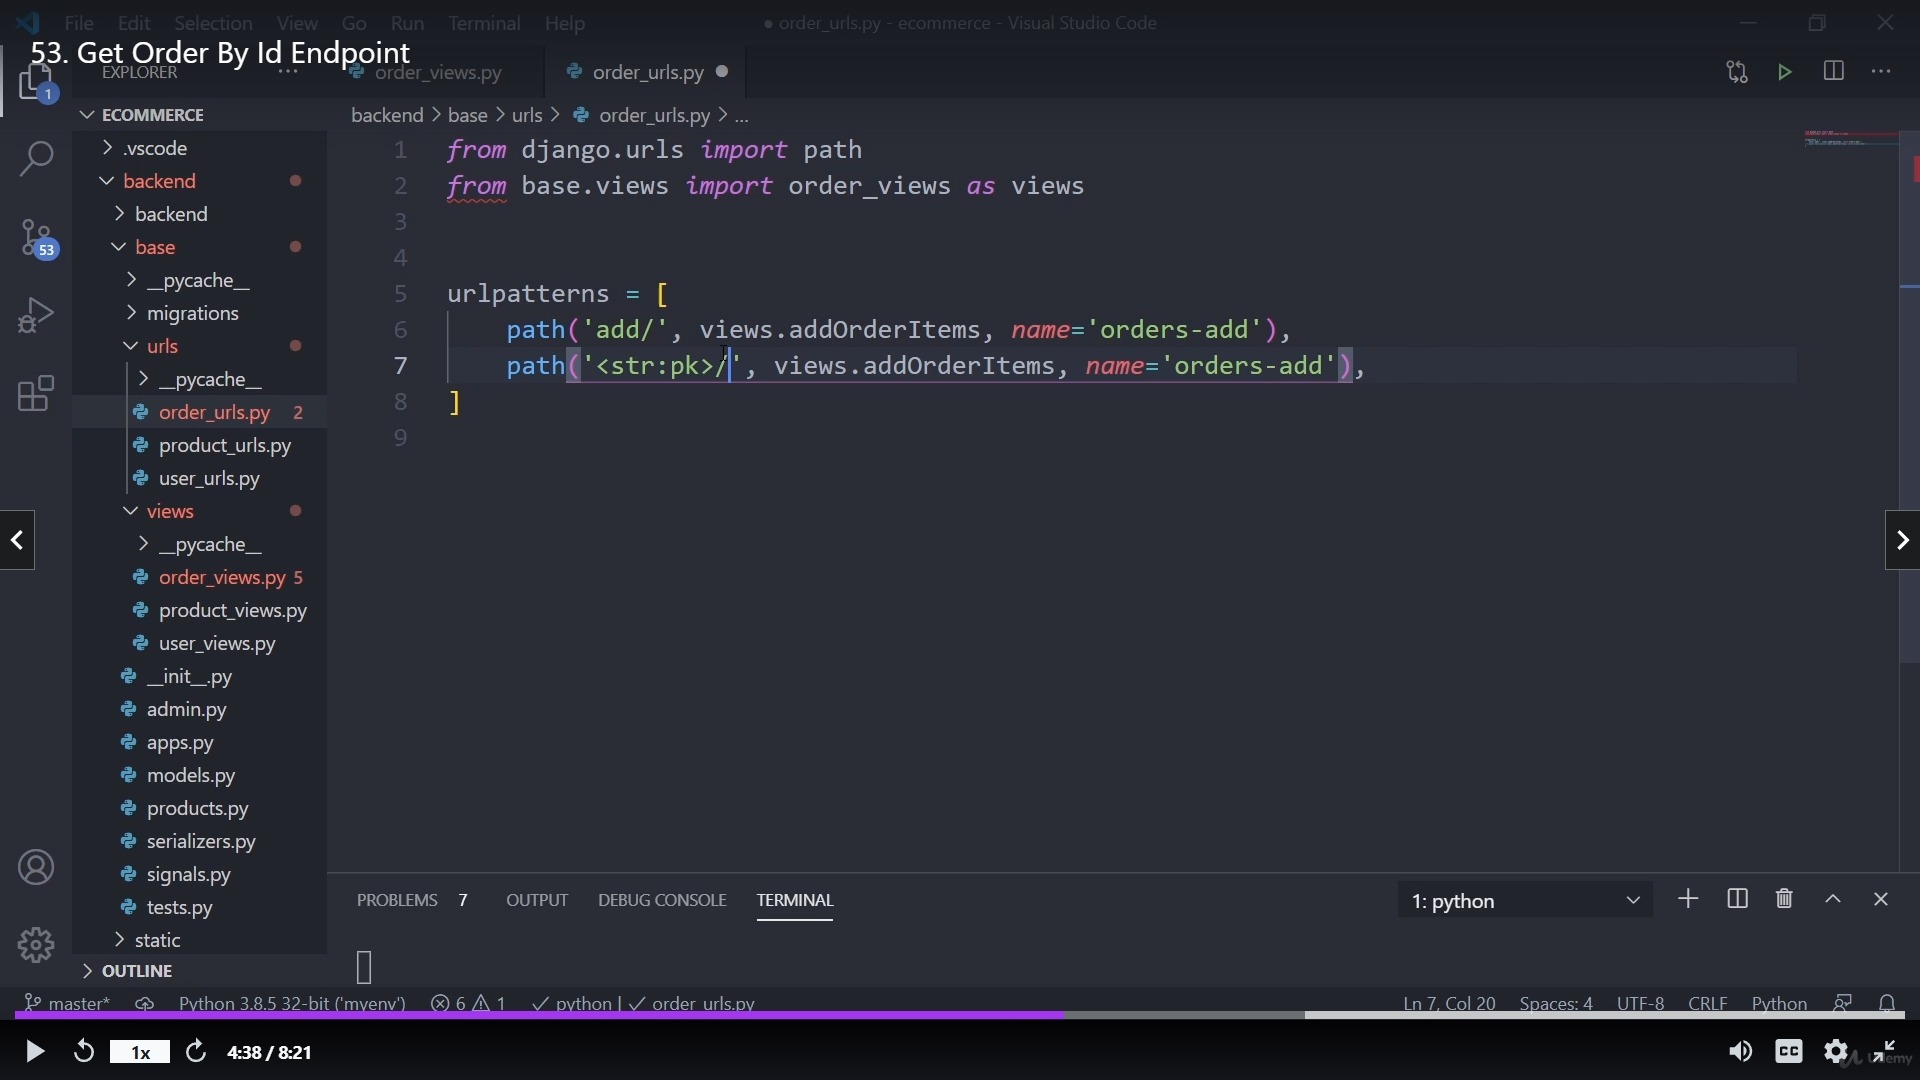 File Edit Selection View Go Run Terminal Help
● order_urls.py - ecommerce - Visual Studio Code
53. Get Order By Id Endpoint
EXPLORER ···
order_views.py
order_urls.py ●
1
ECOMMERCE
backend > base > urls > order_urls.py > ...
.vscode
backend
backend
base
53
__pycache__
migrations
urls
__pycache__
order_urls.py 2
product_urls.py
user_urls.py
views
__pycache__
order_views.py 5
product_views.py
user_views.py
__init__.py
admin.py
apps.py
models.py
products.py
serializers.py
signals.py
tests.py
static
OUTLINE
1 from django.urls import path
2 from base.views import order_views as views
3
4
5 urlpatterns = [
6 path('add/', views.addOrderItems, name='orders-add'),
7 path('<str:pk>/', views.addOrderItems, name='orders-add'),
8 ]
9
PROBLEMS 7 OUTPUT DEBUG CONSOLE TERMINAL
1: python
master* Python 3.8.5 32-bit ('myenv') 6 1 ✓ python | ✓ order_urls.py
Ln 7, Col 20 Spaces: 4 UTF-8 CRLF Python
1x
4:38 / 8:21
CC
Udemy